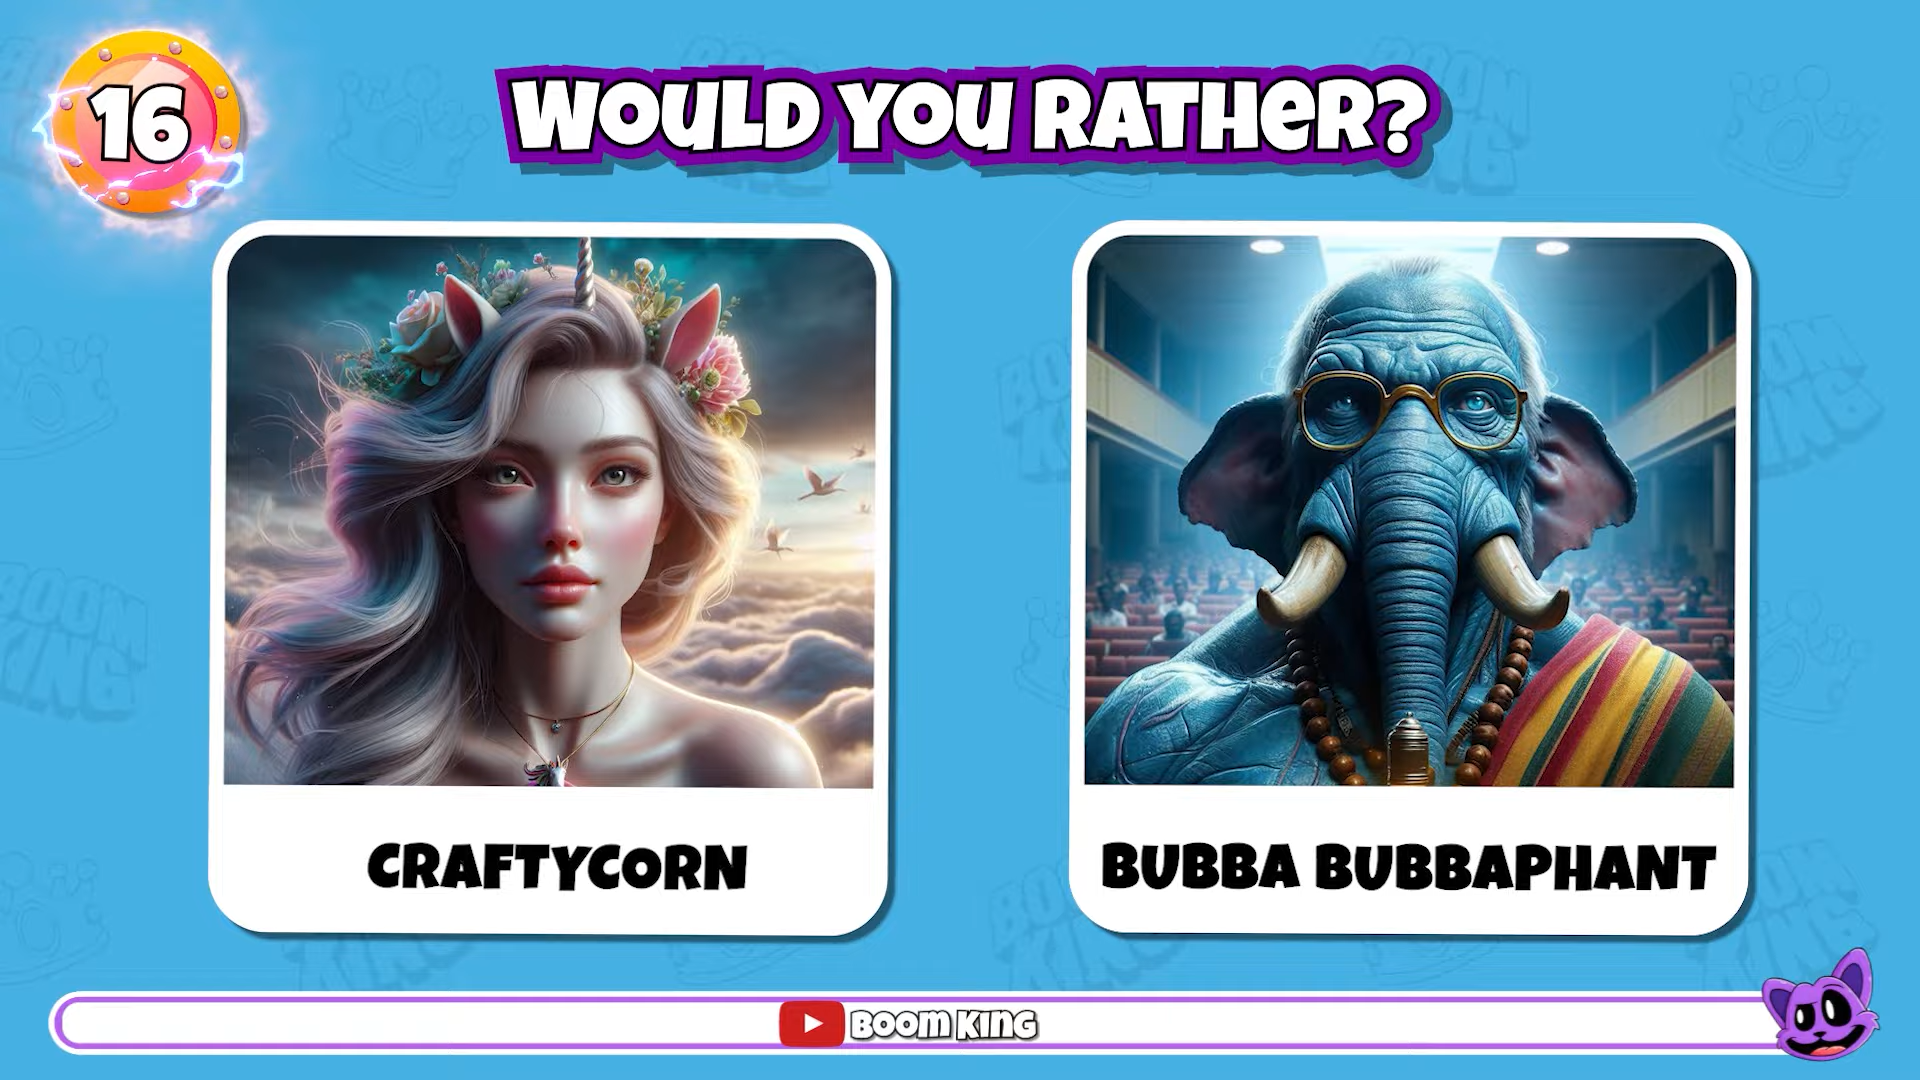 16
WOULD YOU RATHER?
CRAFTYCORN
BUBBA BUBBAPHANT
BOOM KING